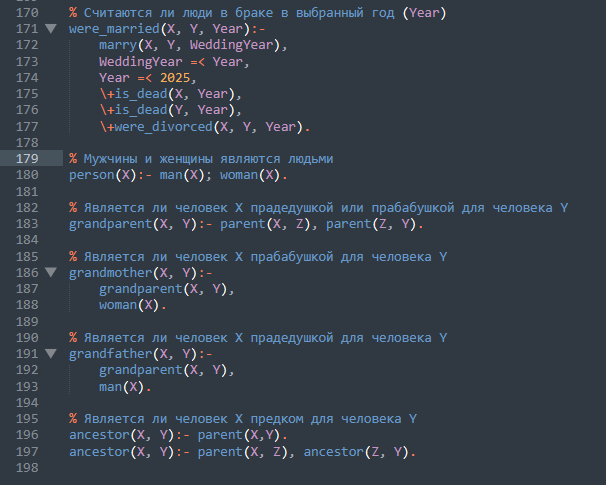 170 % Считаются ли люди в браке в выбранный год (Year)
171 were_married(X, Y, Year):-
172 marry(X, Y, WeddingYear),
173 WeddingYear =< Year,
174 Year =< 2025,
175 \+is_dead(X, Year),
176 \+is_dead(Y, Year),
177 \+were_divorced(X, Y, Year).
178
179 % Мужчины и женщины являются людьми
180 person(X):- man(X); woman(X).
181
182 % Является ли человек X прадедушкой или прабабушкой для человека Y
183 grandparent(X, Y):- parent(X, Z), parent(Z, Y).
184
185 % Является ли человек X прабабушкой для человека Y
186 grandmother(X, Y):-
187 grandparent(X, Y),
188 woman(X).
189
190 % Является ли человек X прадедушкой для человека Y
191 grandfather(X, Y):-
192 grandparent(X, Y),
193 man(X).
194
195 % Является ли человек X предком для человека Y
196 ancestor(X, Y):- parent(X,Y).
197 ancestor(X, Y):- parent(X, Z), ancestor(Z, Y).
198